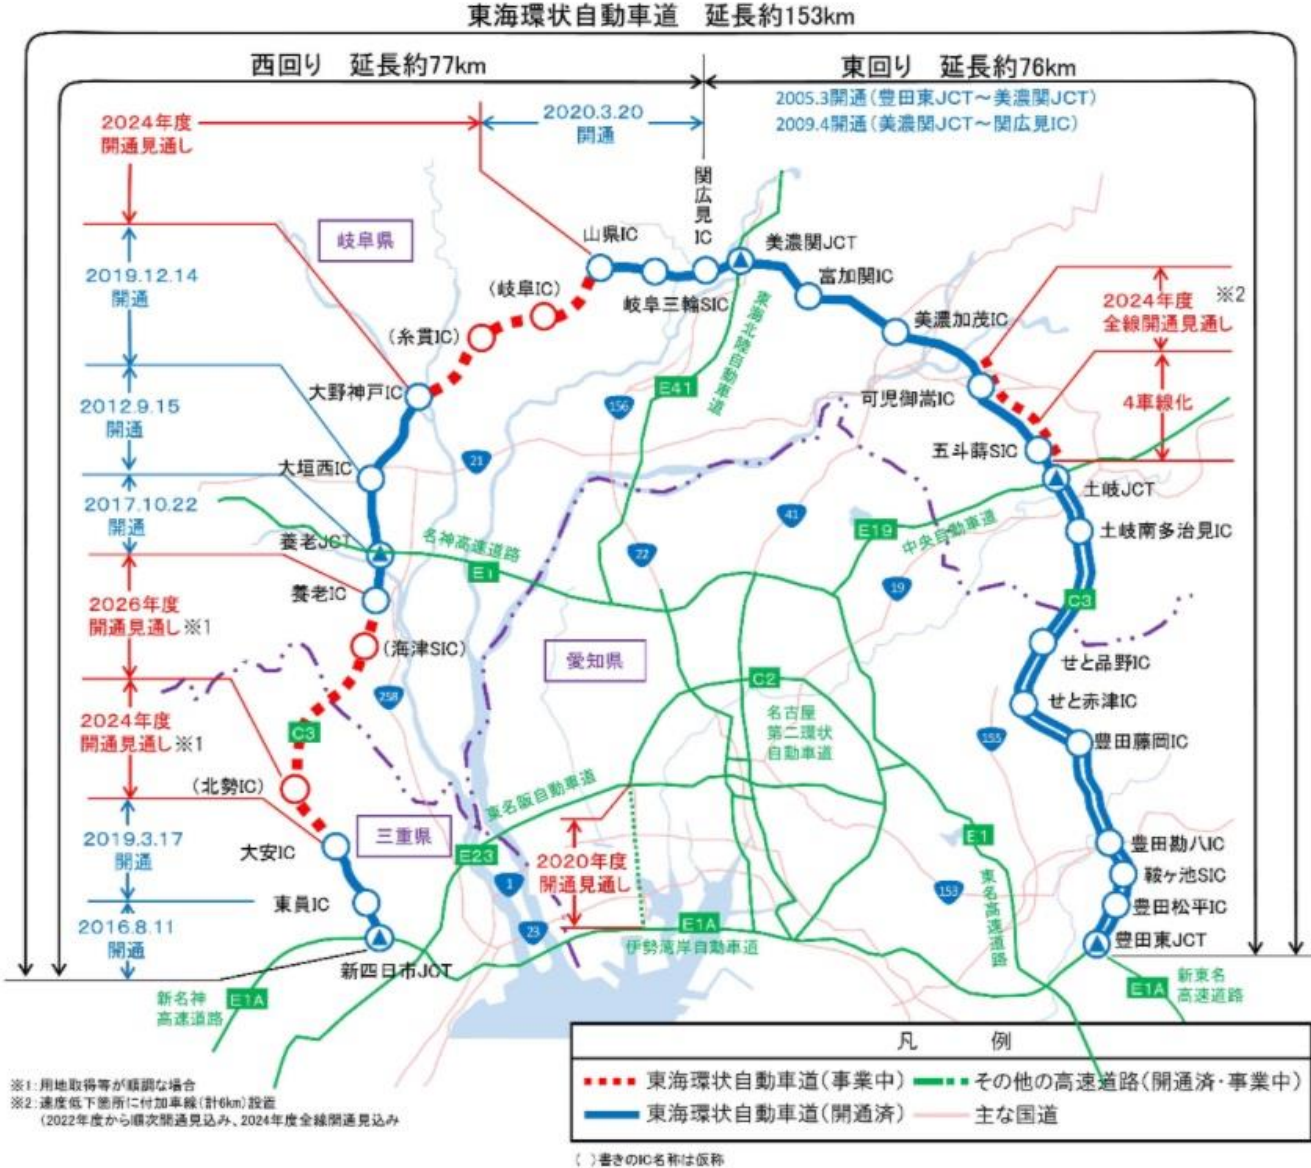 東海環状自動車道 延長約153km
西回り 延長約77km
東回り 延長約76km
2005.3開通(豊田東JCT～美濃関JCT)
2009.4開通(美濃関JCT～関広見IC)
2024年度
開通見通し
2020.3.20
開通
関広見IC
岐阜県
山県IC
美濃関JCT
2019.12.14
開通
(岐阜IC)
岐阜三輪SIC
富加関IC
東海北陸自動車道
2024年度
全線開通見通し
※2
(糸貫IC)
美濃加茂IC
大野神戸IC
E41
156
可児御嵩IC
4車線化
2012.9.15
開通
大垣西IC
21
五斗蒔SIC
土岐JCT
2017.10.22
開通
養老JCT
名神高速道路
E1
22
41
E19
中央自動車道
土岐南多治見IC
養老IC
19
C3
2026年度
開通見通し※1
(海津SIC)
愛知県
せと品野IC
258
C2
せと赤津IC
2024年度
開通見通し※1
C3
名古屋
第二環状
自動車道
155
豊田藤岡IC
(北勢IC)
東名阪自動車道
三重県
2019.3.17
開通
大安IC
E23
2020年度
開通見通し
E1
豊田勘八IC
鞍ヶ池SIC
東員IC
1
153
東名高速道路
豊田松平IC
2016.8.11
開通
23
E1A
伊勢湾岸自動車道
豊田東JCT
新四日市JCT
新名神
高速道路
E1A
E1A
新東名
高速道路
凡 例
東海環状自動車道(事業中)
その他の高速道路(開通済・事業中)
東海環状自動車道(開通済)
主な国道
※1:用地取得等が順調な場合
※2:速度低下箇所に付加車線(計6km)設置
(2022年度から順次開通見込み、2024年度全線開通見込み
( )書きのIC名称は仮称